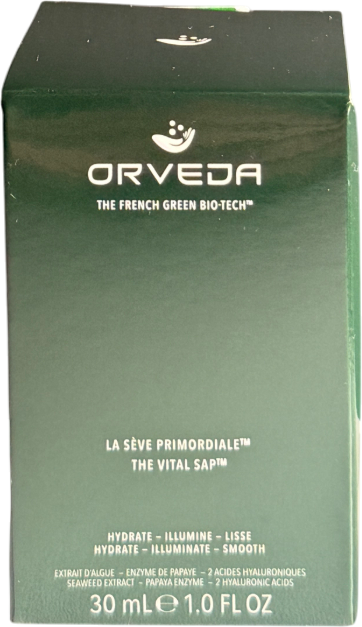 ORVEDA
THE FRENCH GREEN BIO-TECH™
LA SÈVE PRIMORDIALE™
THE VITAL SAP™
HYDRATE – ILLUMINE – LISSE
HYDRATE – ILLUMINATE – SMOOTH
EXTRAIT D'ALGUE – ENZYME DE PAPAYE – 2 ACIDES HYALURONIQUES
SEAWEED EXTRACT – PAPAYA ENZYME – 2 HYALURONIC ACIDS
30 mL ℮ 1.0 FL OZ